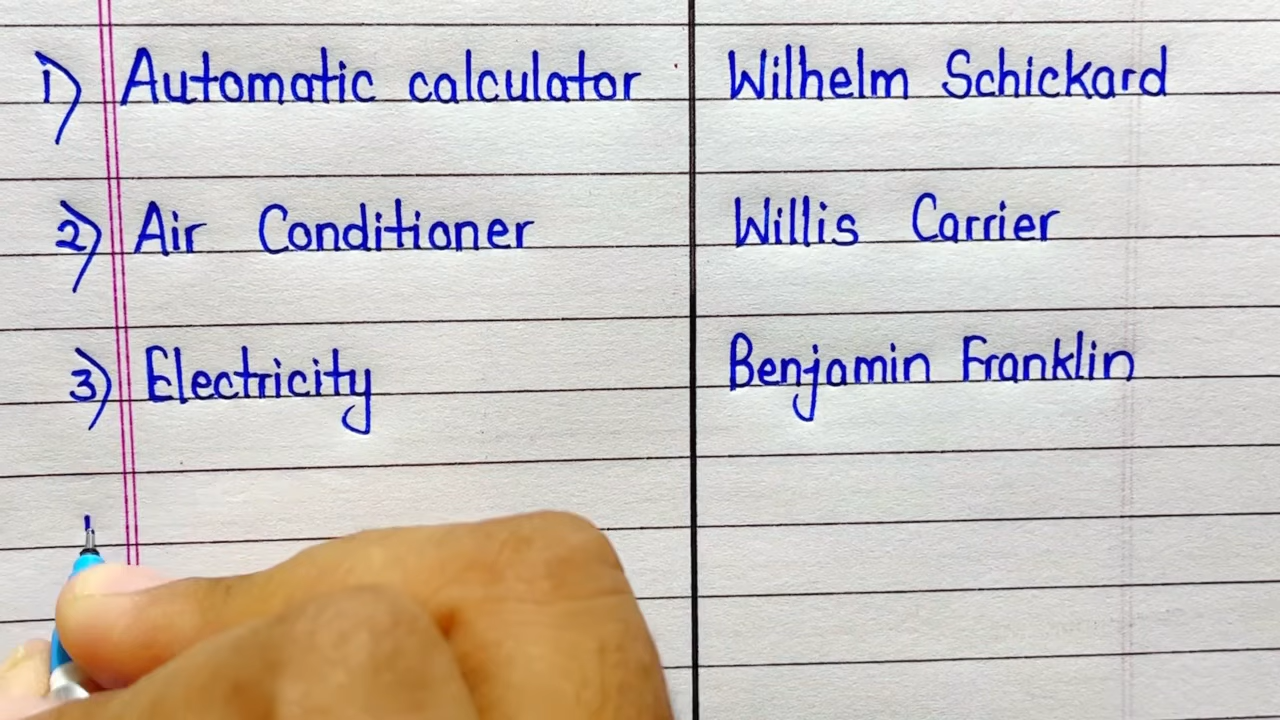 1) Automatic calculator Wilhelm Schickard
2) Air Conditioner Willis Carrier
3) Electricity Benjamin Franklin